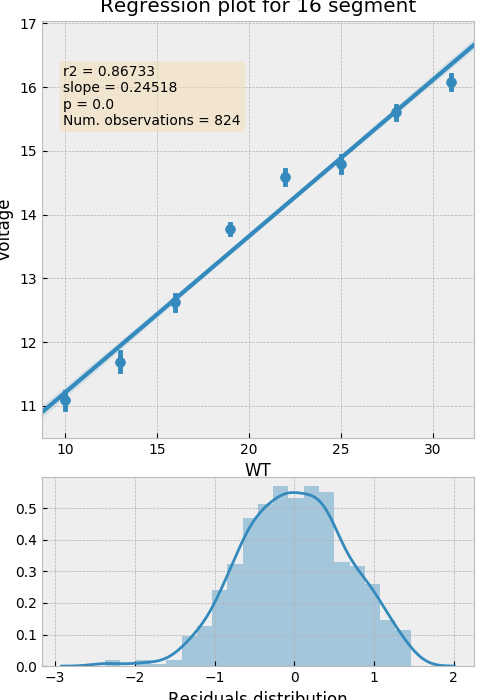 Regression plot for 16 segment
17
16
15
14
13
12
11
r2 = 0.86733
slope = 0.24518
p = 0.0
Num. observations = 824
voltage
10 15 20 25 30
WT
0.5
0.4
0.3
0.2
0.1
0.0
−3 −2 −1 0 1 2
Residuals distribution